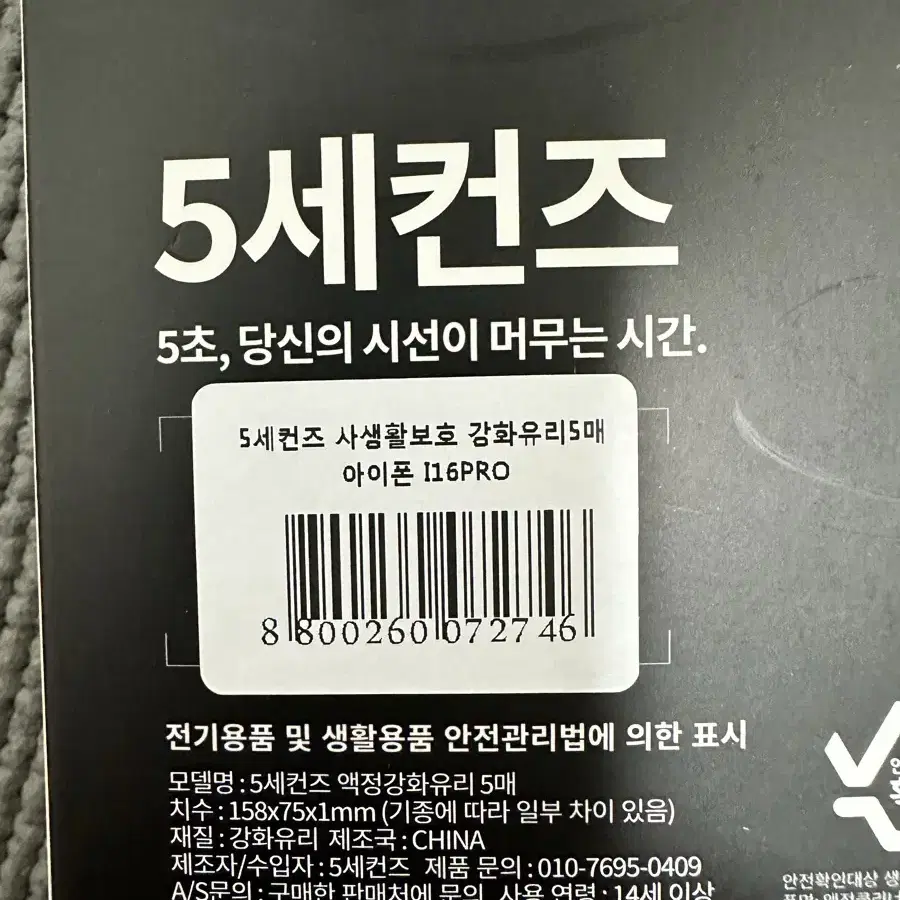 5세컨즈
5초, 당신의 시선이 머무는 시간.
5세컨즈 사생활보호 강화유리5매
아이폰 I16PRO
8 800260 072746
전기용품 및 생활용품 안전관리법에 의한 표시
모델명 : 5세컨즈 액정강화유리 5매
치수 : 158x75x1mm (기종에 따라 일부 차이 있음)
재질 : 강화유리 제조국 : CHINA
제조자/수입자 : 5세컨즈 제품 문의 : 010-7695-0409
A/S문의 : 구매한 판매처에 문의 사용 연령 : 14세 이상
안전확인대상 생